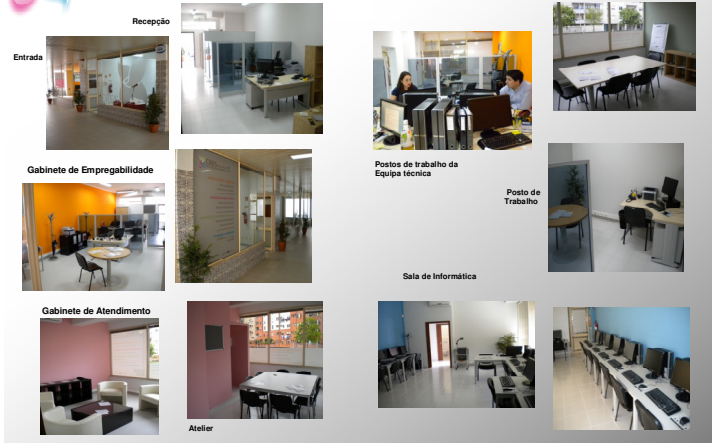 Recepção
Entrada
Gabinete de Empregabilidade
Postos de trabalho da
Equipa técnica
Posto de
Trabalho
Sala de Informática
Gabinete de Atendimento
Atelier